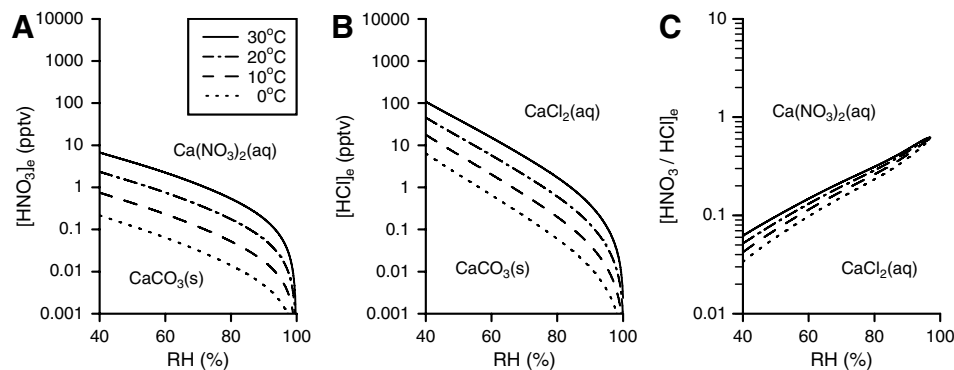 A
10000
1000
100
10
1
0.1
0.01
0.001
[HNO3]e (pptv)
30°C
20°C
10°C
0°C
Ca(NO3)2(aq)
CaCO3(s)
40 60 80 100
RH (%)
B
10000
1000
100
10
1
0.1
0.01
0.001
[HCl]e (pptv)
CaCl2(aq)
CaCO3(s)
40 60 80 100
RH (%)
C
10
1
0.1
0.01
[HNO3 / HCl]e
Ca(NO3)2(aq)
CaCl2(aq)
40 60 80 100
RH (%)